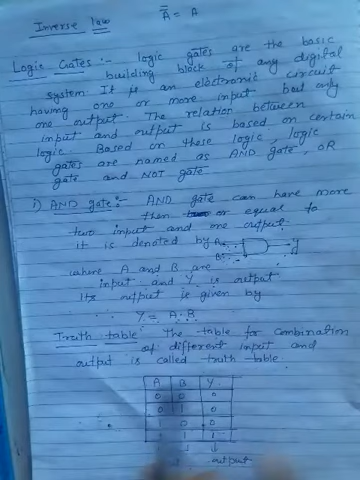 Inverse law A̿ = A
Logic Gates :- logic gates are the basic
building block of any digital
system. It is an electronic circuit
having one or more input but only
one output. The relation between
input and output is based on certain
logic. Based on these logic, logic
gates are named as AND gate, OR
gate and NOT gate
1) AND gate :- AND gate can have more
then or equal to
two input and one output.
It is denoted by A Y
B
where A and B are
input and Y is output
Its output is given by
∴ Y = A·B
Truth table The table for combination
of different input and
output is called truth table.
A B Y
0 0 0
0 1 0
1 0 0
1 1
output